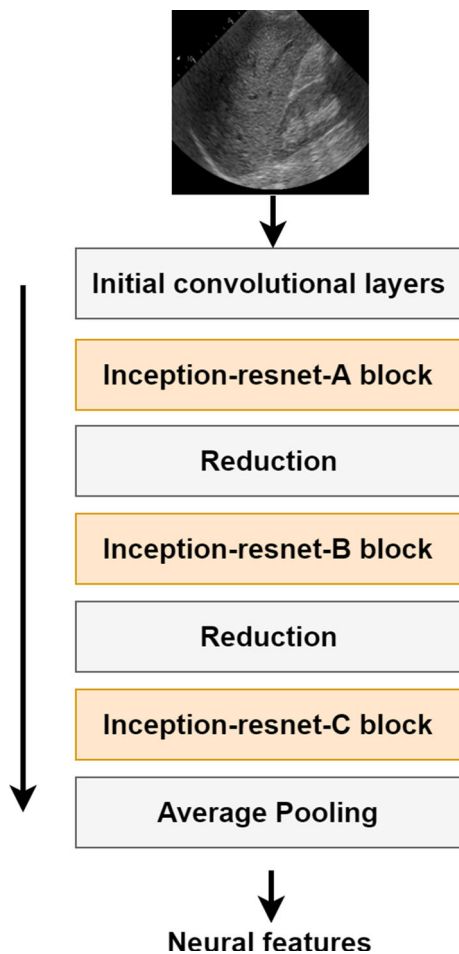 Initial convolutional layers
Inception-resnet-A block
Reduction
Inception-resnet-B block
Reduction
Inception-resnet-C block
Average Pooling
Neural features